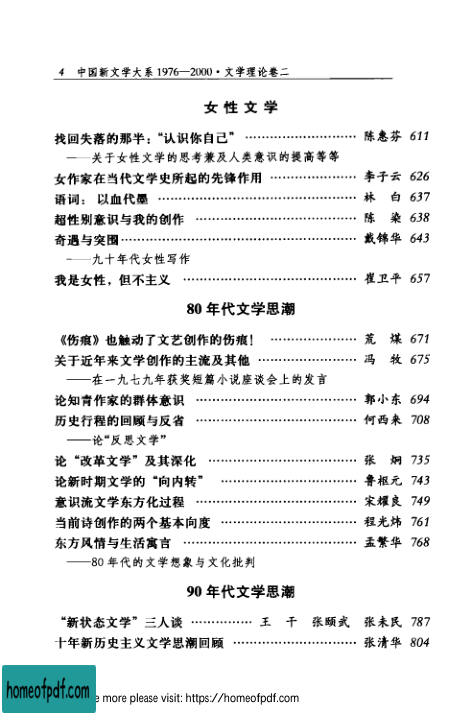 4 中国新文学大系1976—2000·文学理论卷二
女性文学
找回失落的那半：“认识你自己” …………………… 陈惠芬 611
——关于女性文学的思考兼及人类意识的提高等等
女作家在当代文学史所起的先锋作用 ……………… 李子云 626
语词：以血代墨 …………………………………… 林 白 637
超性别意识与我的创作 …………………………… 陈 染 638
奇遇与突围…………………………………………… 戴锦华 643
——九十年代女性写作
我是女性，但不主义 ……………………………… 崔卫平 657
80年代文学思潮
《伤痕》也触动了文艺创作的伤痕！ ……………… 荒 煤 671
关于近年来文学创作的主流及其他 ………………… 冯 牧 675
——在一九七九年获奖短篇小说座谈会上的发言
论知青作家的群体意识 …………………………… 郭小东 694
历史行程的回顾与反省 …………………………… 何西来 708
——论“反思文学”
论“改革文学”及其深化 ………………………… 张 炯 735
论新时期文学的“向内转” ……………………… 鲁枢元 743
意识流文学东方化过程 …………………………… 宋耀良 749
当前诗创作的两个基本向度 ……………………… 程光炜 761
东方风情与生活寓言 ……………………………… 孟繁华 768
——80年代的文学想象与文化批判
90年代文学思潮
“新状态文学”三人谈 …………… 王 干 张颐武 张未民 787
十年新历史主义文学思潮回顾 …………………… 张清华 804
homeofpdf.com
e more please visit: https://homeofpdf.com